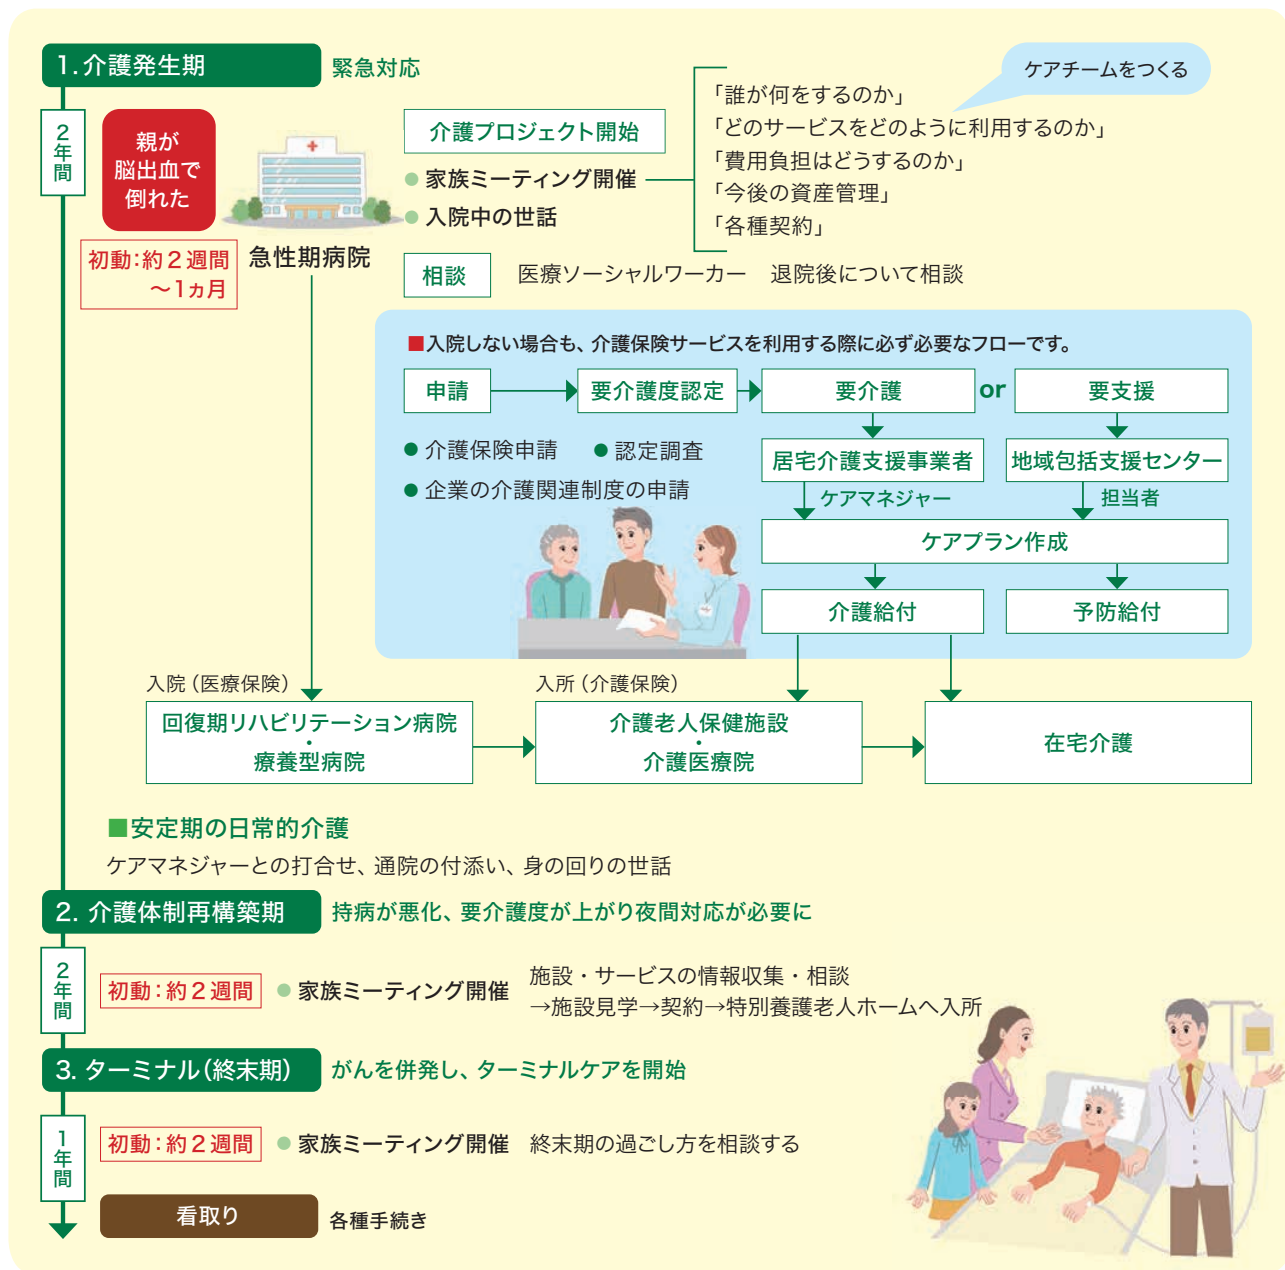 1.介護発生期
緊急対応
2年間
親が
脳出血で
倒れた
初動：約2週間
～1ヵ月
急性期病院
介護プロジェクト開始
● 家族ミーティング開催
● 入院中の世話
ケアチームをつくる
「誰が何をするのか」
「どのサービスをどのように利用するのか」
「費用負担はどうするのか」
「今後の資産管理」
「各種契約」
相談
医療ソーシャルワーカー　退院後について相談
■入院しない場合も、介護保険サービスを利用する際に必ず必要なフローです。
申請
要介護度認定
要介護
or
要支援
● 介護保険申請
● 認定調査
● 企業の介護関連制度の申請
居宅介護支援事業者
地域包括支援センター
ケアマネジャー
担当者
ケアプラン作成
介護給付
予防給付
入院（医療保険）
回復期リハビリテーション病院
・
療養型病院
入所（介護保険）
介護老人保健施設
・
介護医療院
在宅介護
■安定期の日常的介護
ケアマネジャーとの打合せ、通院の付添い、身の回りの世話
2. 介護体制再構築期
持病が悪化、要介護度が上がり夜間対応が必要に
2年間
初動：約2週間
● 家族ミーティング開催
施設・サービスの情報収集・相談
→施設見学→契約→特別養護老人ホームへ入所
3. ターミナル（終末期）
がんを併発し、ターミナルケアを開始
1年間
初動：約2週間
● 家族ミーティング開催
終末期の過ごし方を相談する
看取り
各種手続き